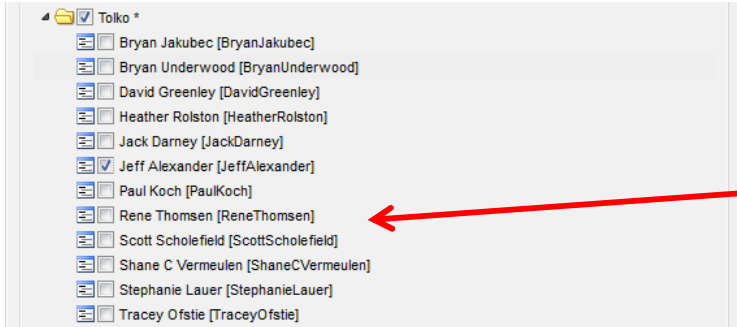 Tolko *
Bryan Jakubec [BryanJakubec]
Bryan Underwood [BryanUnderwood]
David Greenley [DavidGreenley]
Heather Rolston [HeatherRolston]
Jack Darney [JackDarney]
Jeff Alexander [JeffAlexander]
Paul Koch [PaulKoch]
Rene Thomsen [ReneThomsen]
Scott Scholefield [ScottScholefield]
Shane C Vermeulen [ShaneCVermeulen]
Stephanie Lauer [StephanieLauer]
Tracey Ofstie [TraceyOfstie]